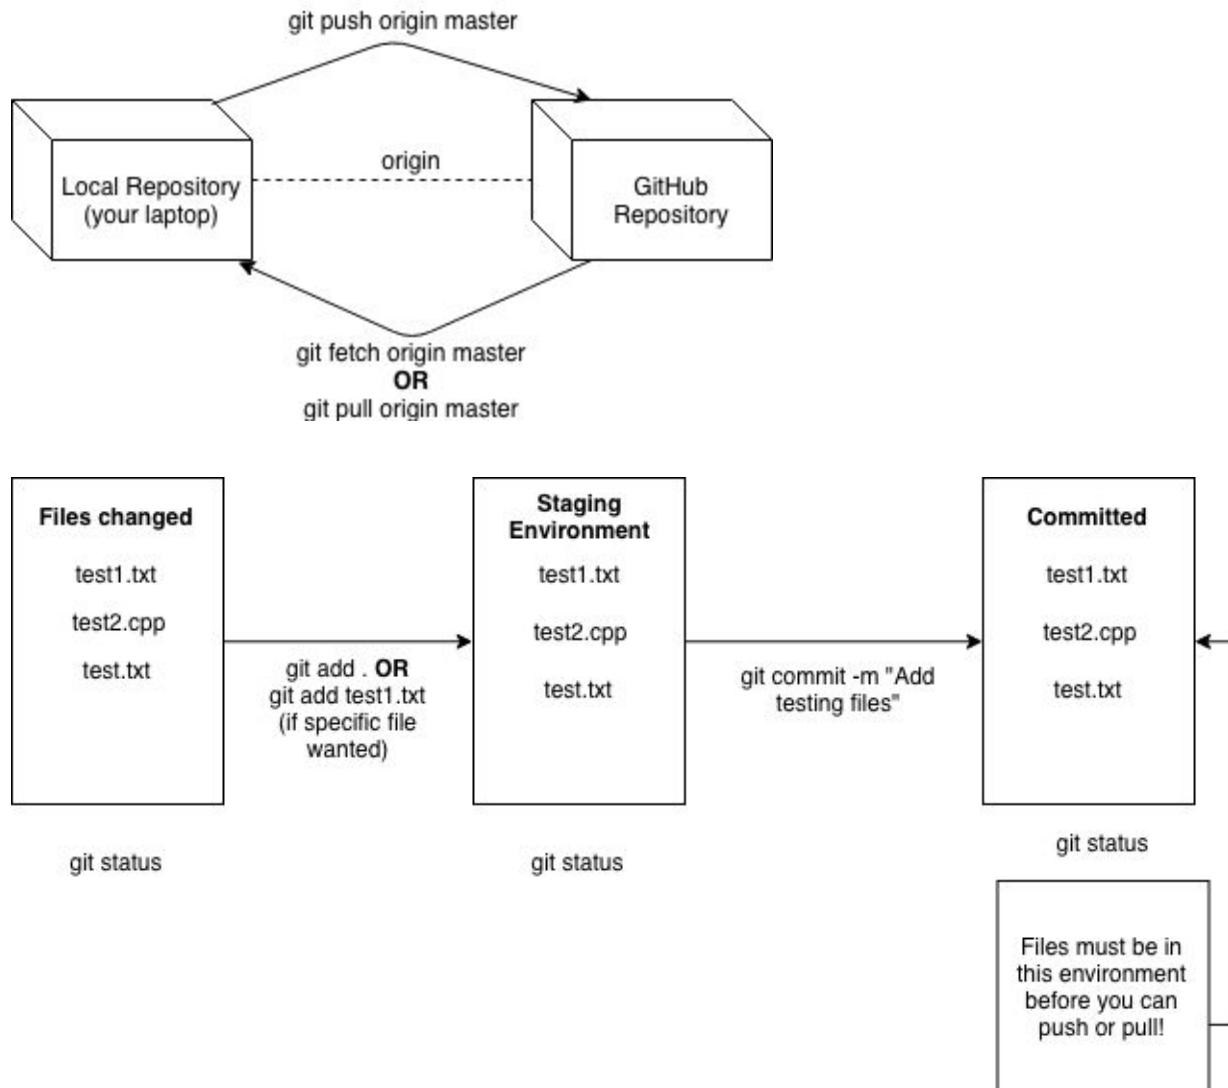 git push origin master
origin
Local Repository
(your laptop)
GitHub
Repository
git fetch origin master
OR
git pull origin master
Files changed
test1.txt
test2.cpp
test.txt
git add . OR
git add test1.txt
(if specific file
wanted)
Staging
Environment
test1.txt
test2.cpp
test.txt
git commit -m "Add
testing files"
Committed
test1.txt
test2.cpp
test.txt
git status
git status
git status
Files must be in
this environment
before you can
push or pull!